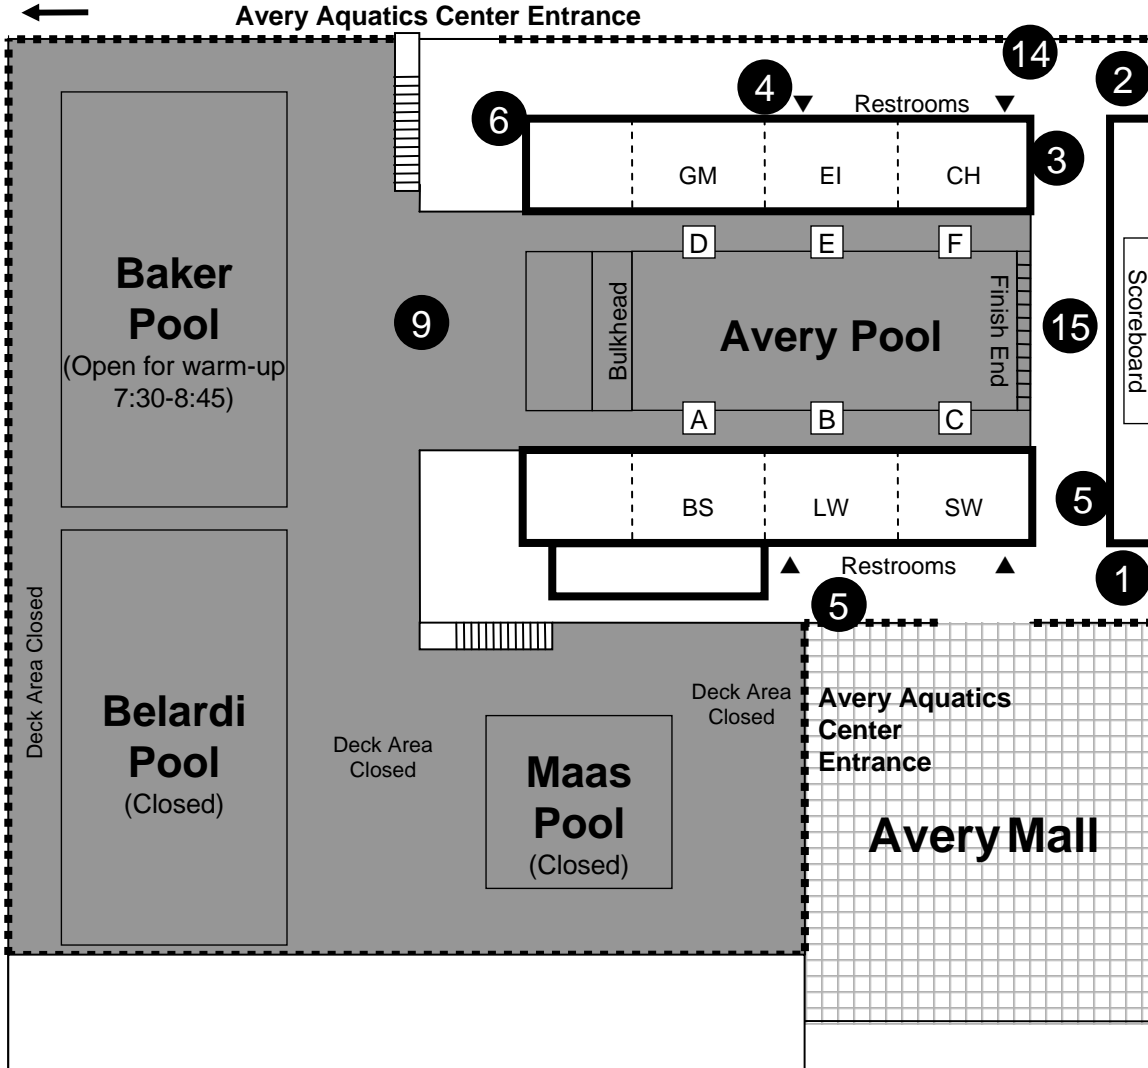 Avery Aquatics Center Entrance
14
2
4
Restrooms
6
3
GM
EI
CH
D
E
F
Baker
Pool
(Open for warm-up
7:30-8:45)
9
Bulkhead
Avery Pool
Finish End
15
Scoreboard
A
B
C
BS
LW
SW
5
Restrooms
1
5
Deck Area Closed
Belardi
Pool
(Closed)
Deck Area
Closed
Deck Area
Closed
Maas
Pool
(Closed)
Avery Aquatics
Center
Entrance
Avery Mall